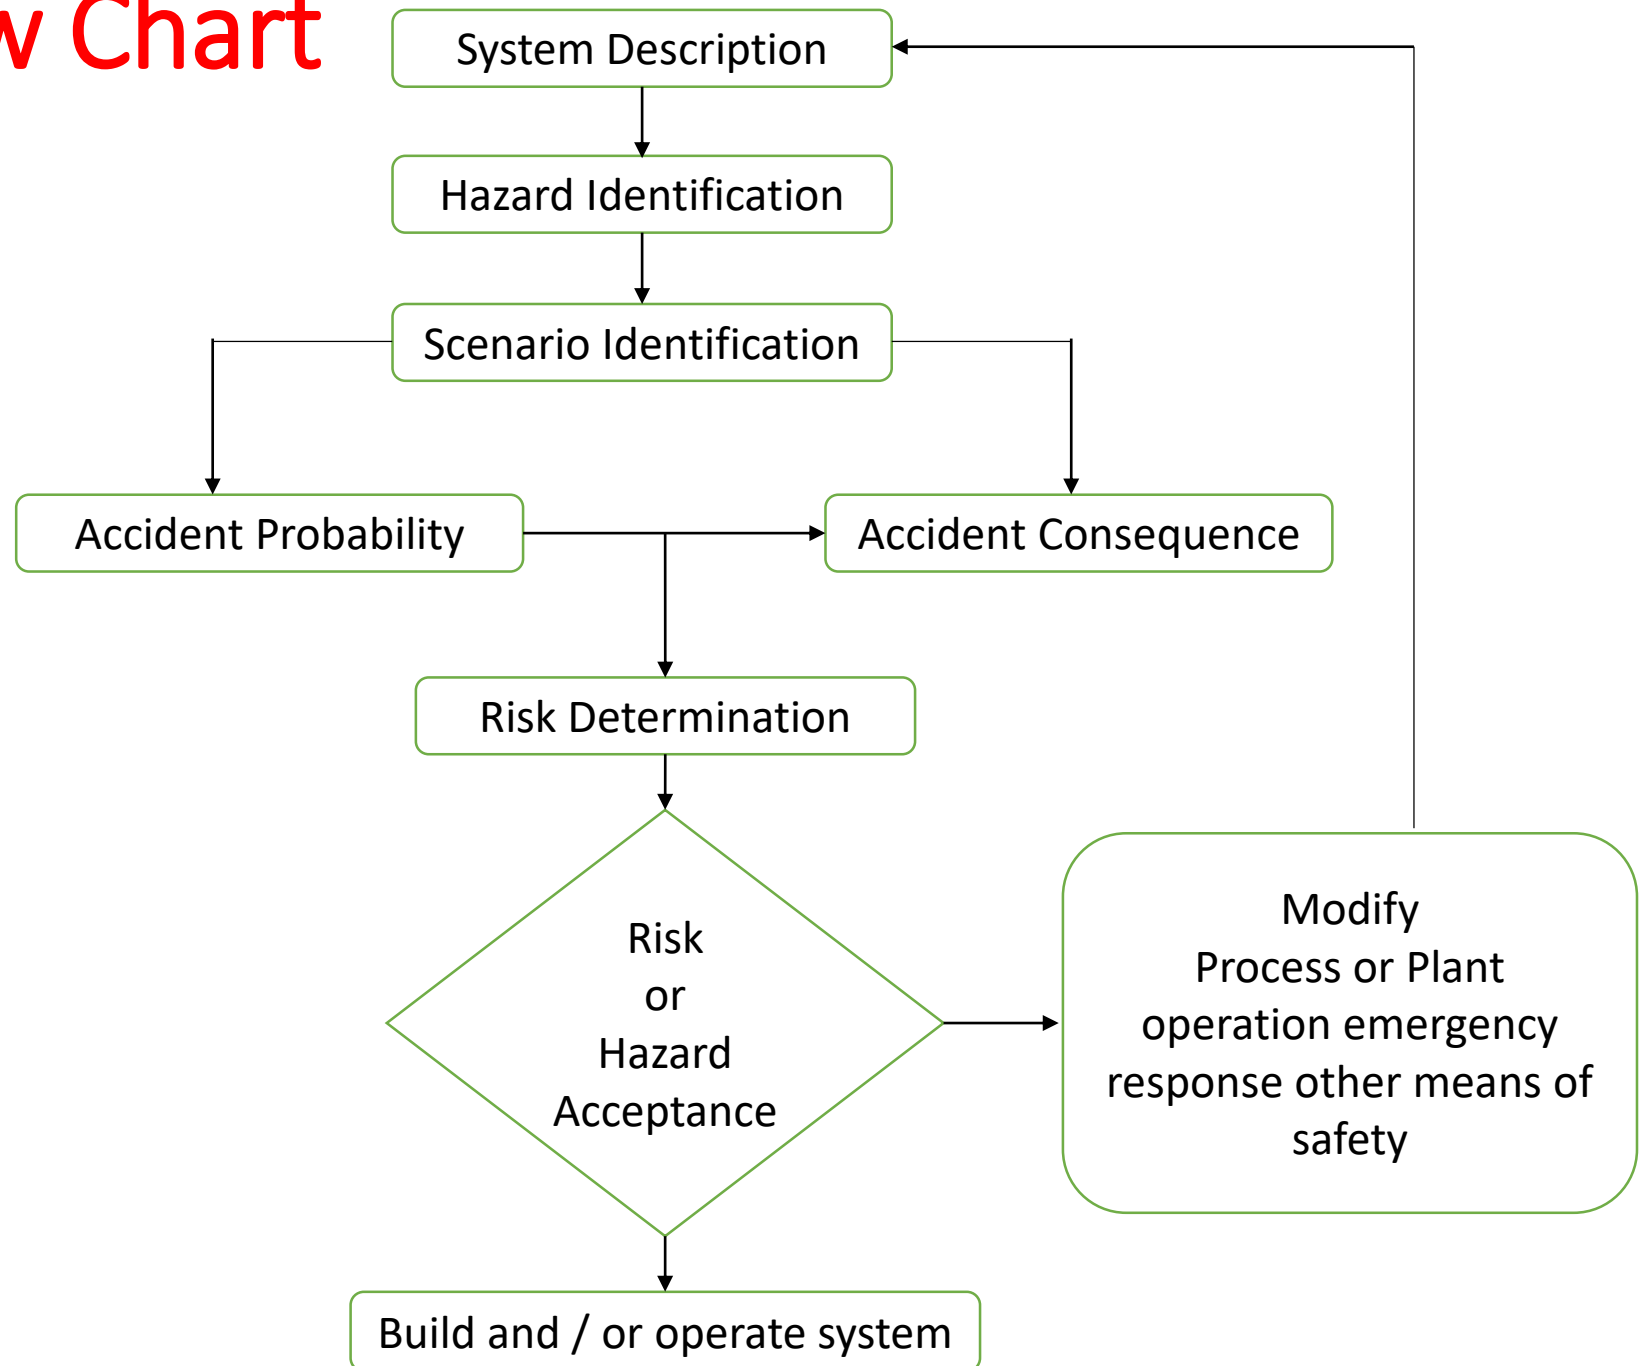 Chart
System Description
Hazard Identification
Scenario Identification
Accident Probability
Accident Consequence
Risk Determination
Risk
or
Hazard
Acceptance
Modify
Process or Plant
operation emergency
response other means of
safety
Build and / or operate system